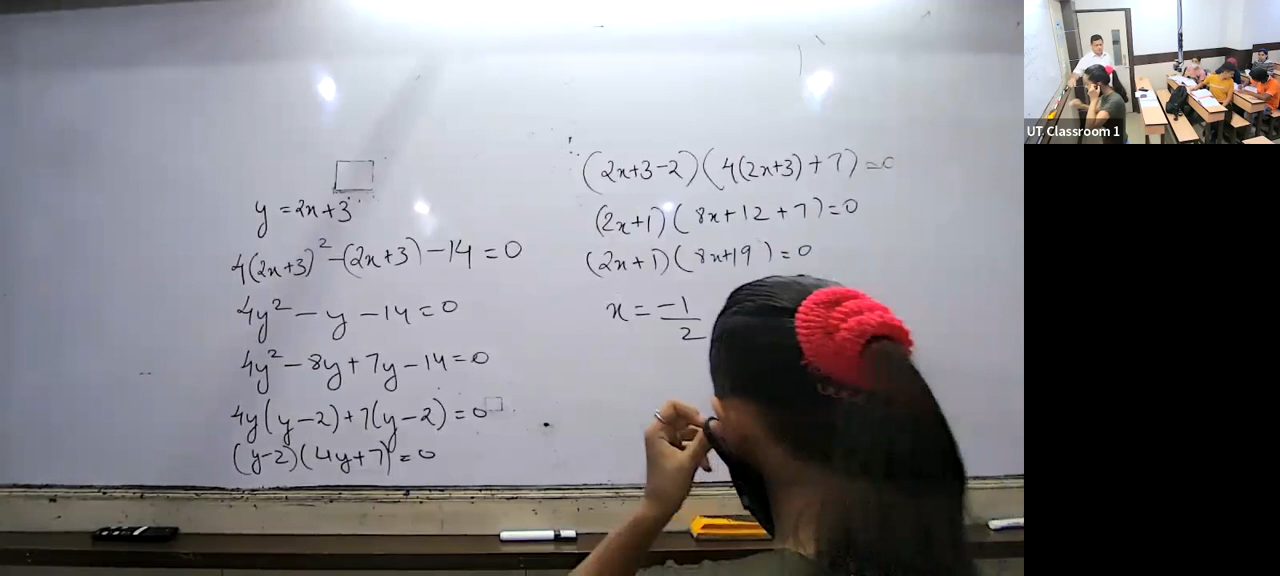 y = 2x+3
4(2x+3)² -(2x+3) -14 = 0
4y² - y - 14 = 0
4y² - 8y + 7y - 14 = 0
4y(y-2)+7(y-2) = 0
(y-2)(4y+7) = 0
(2x+3-2)(4(2x+3)+7) = 0
(2x+1)(8x+12+7) = 0
(2x+1)(8x+19) = 0
x = -1/2
UT Classroom 1